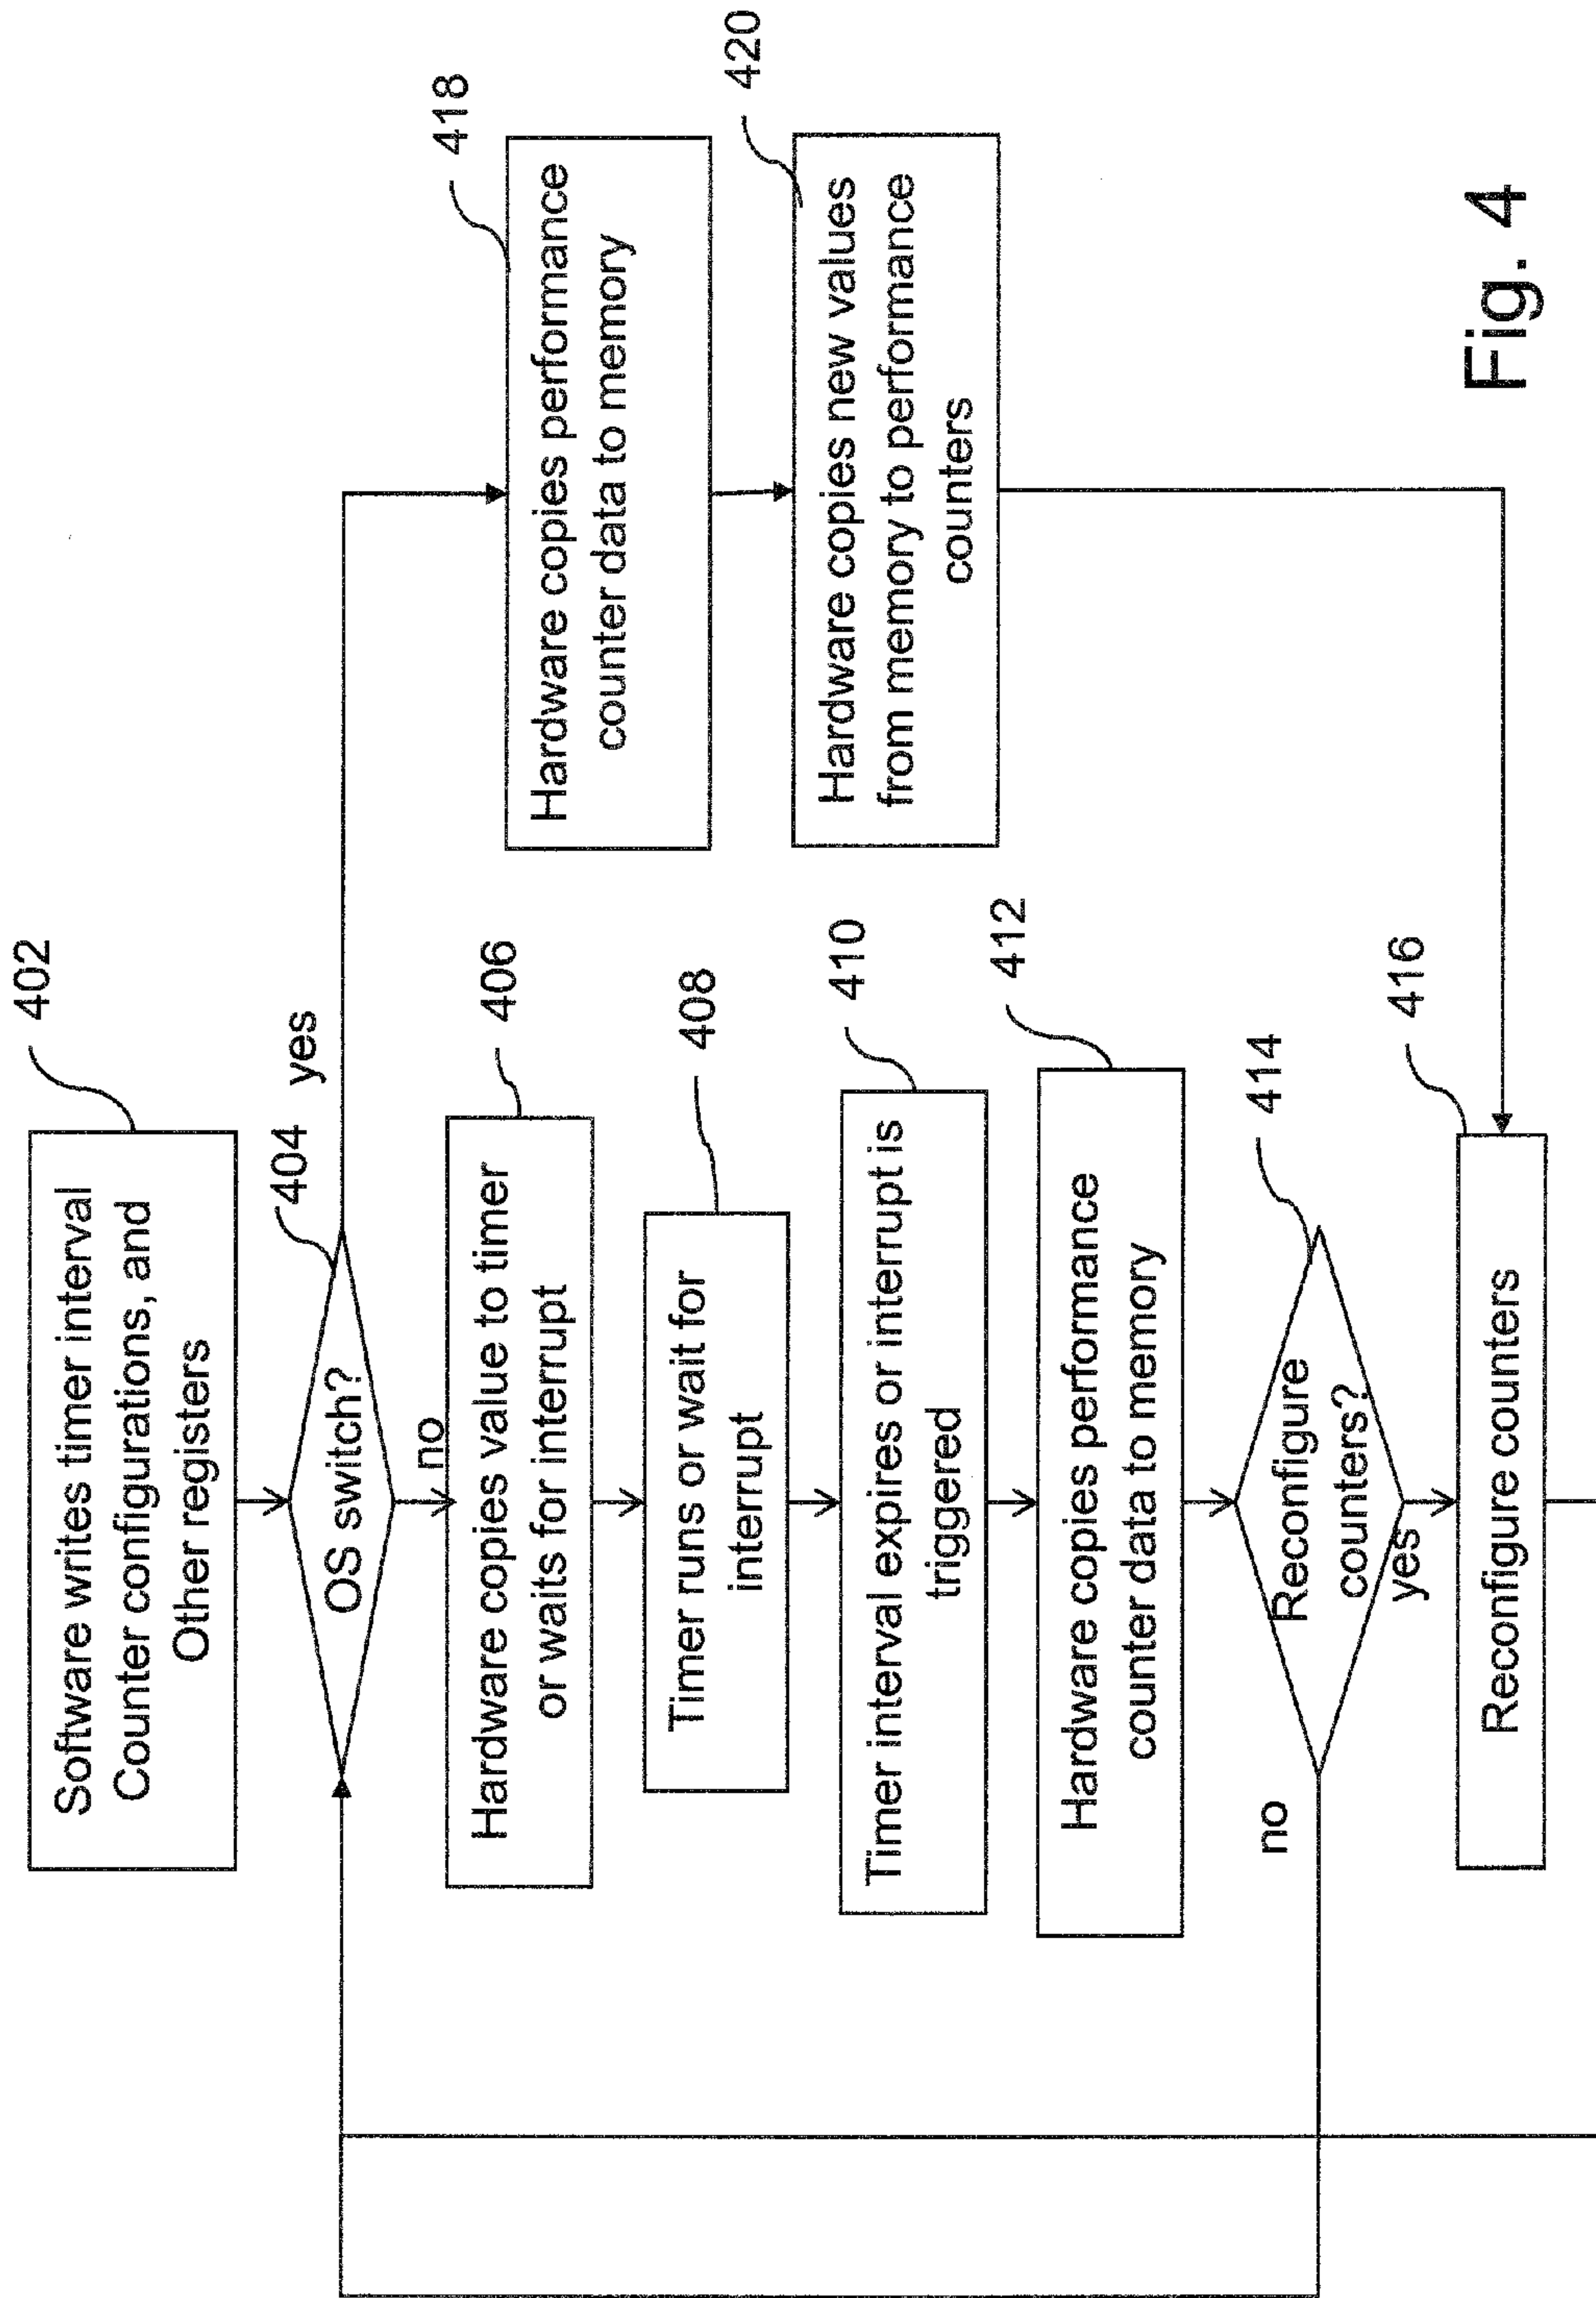 402
Software writes timer interval
Counter configurations, and
Other registers
404
yes
OS switch?
no
406
Hardware copies value to timer
or waits for interrupt
408
Timer runs or wait for
interrupt
410
Timer interval expires or interrupt is
triggered
412
Hardware copies performance
counter data to memory
414
Reconfigure
counters?
no
yes
416
Reconfigure counters
418
Hardware copies performance
counter data to memory
420
Hardware copies new values
from memory to performance
counters
Fig. 4